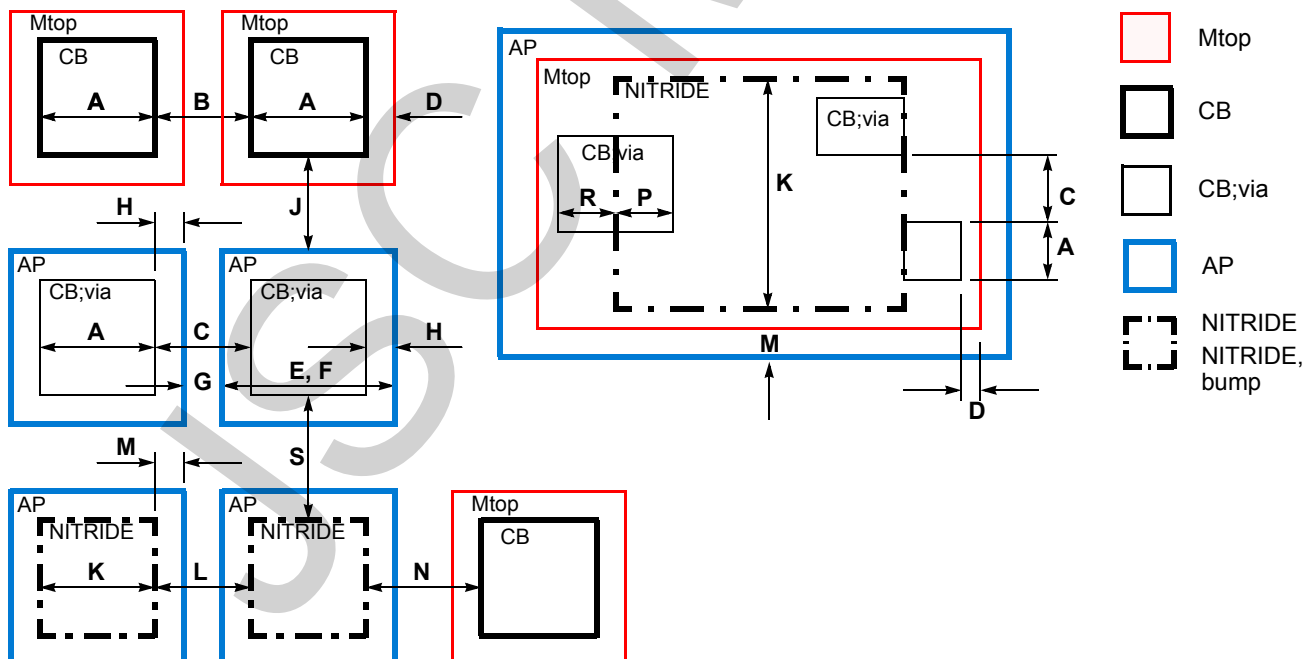 Mtop
CB
A
B
Mtop
CB
A
D
J
H
AP
CB;via
A
C
G
AP
CB;via
E, F
H
M
S
AP
NITRIDE
K
L
AP
NITRIDE
N
Mtop
CB
AP
Mtop
NITRIDE
CB;via
R
P
K
CB;via
C
A
M
D
Mtop
CB
CB;via
AP
NITRIDE
NITRIDE,
bump